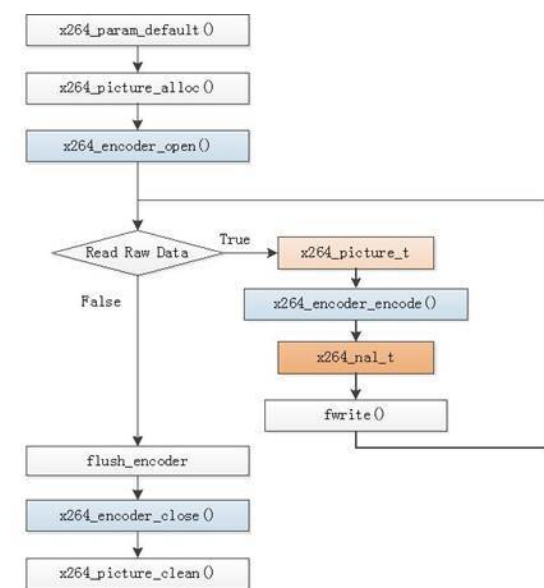 x264_param_default()
x264_picture_alloc()
x264_encoder_open()
Read Raw Data
True
x264_picture_t
x264_encoder_encode()
x264_nal_t
fwrite()
False
flush_encoder
x264_encoder_close()
x264_picture_clean()